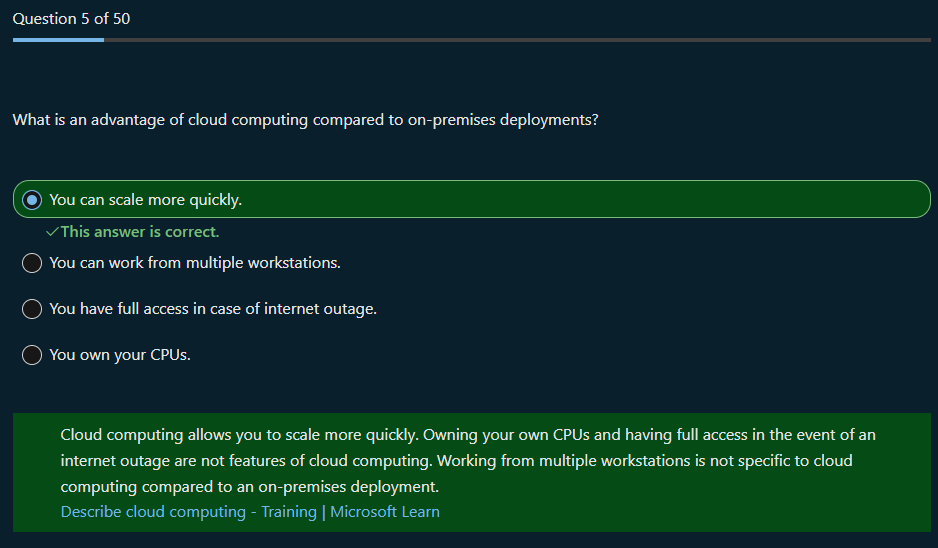 Question 5 of 50
What is an advantage of cloud computing compared to on-premises deployments?
You can scale more quickly.
This answer is correct.
You can work from multiple workstations.
You have full access in case of internet outage.
You own your CPUs.
Cloud computing allows you to scale more quickly. Owning your own CPUs and having full access in the event of an
internet outage are not features of cloud computing. Working from multiple workstations is not specific to cloud
computing compared to an on-premises deployment.
Describe cloud computing - Training | Microsoft Learn